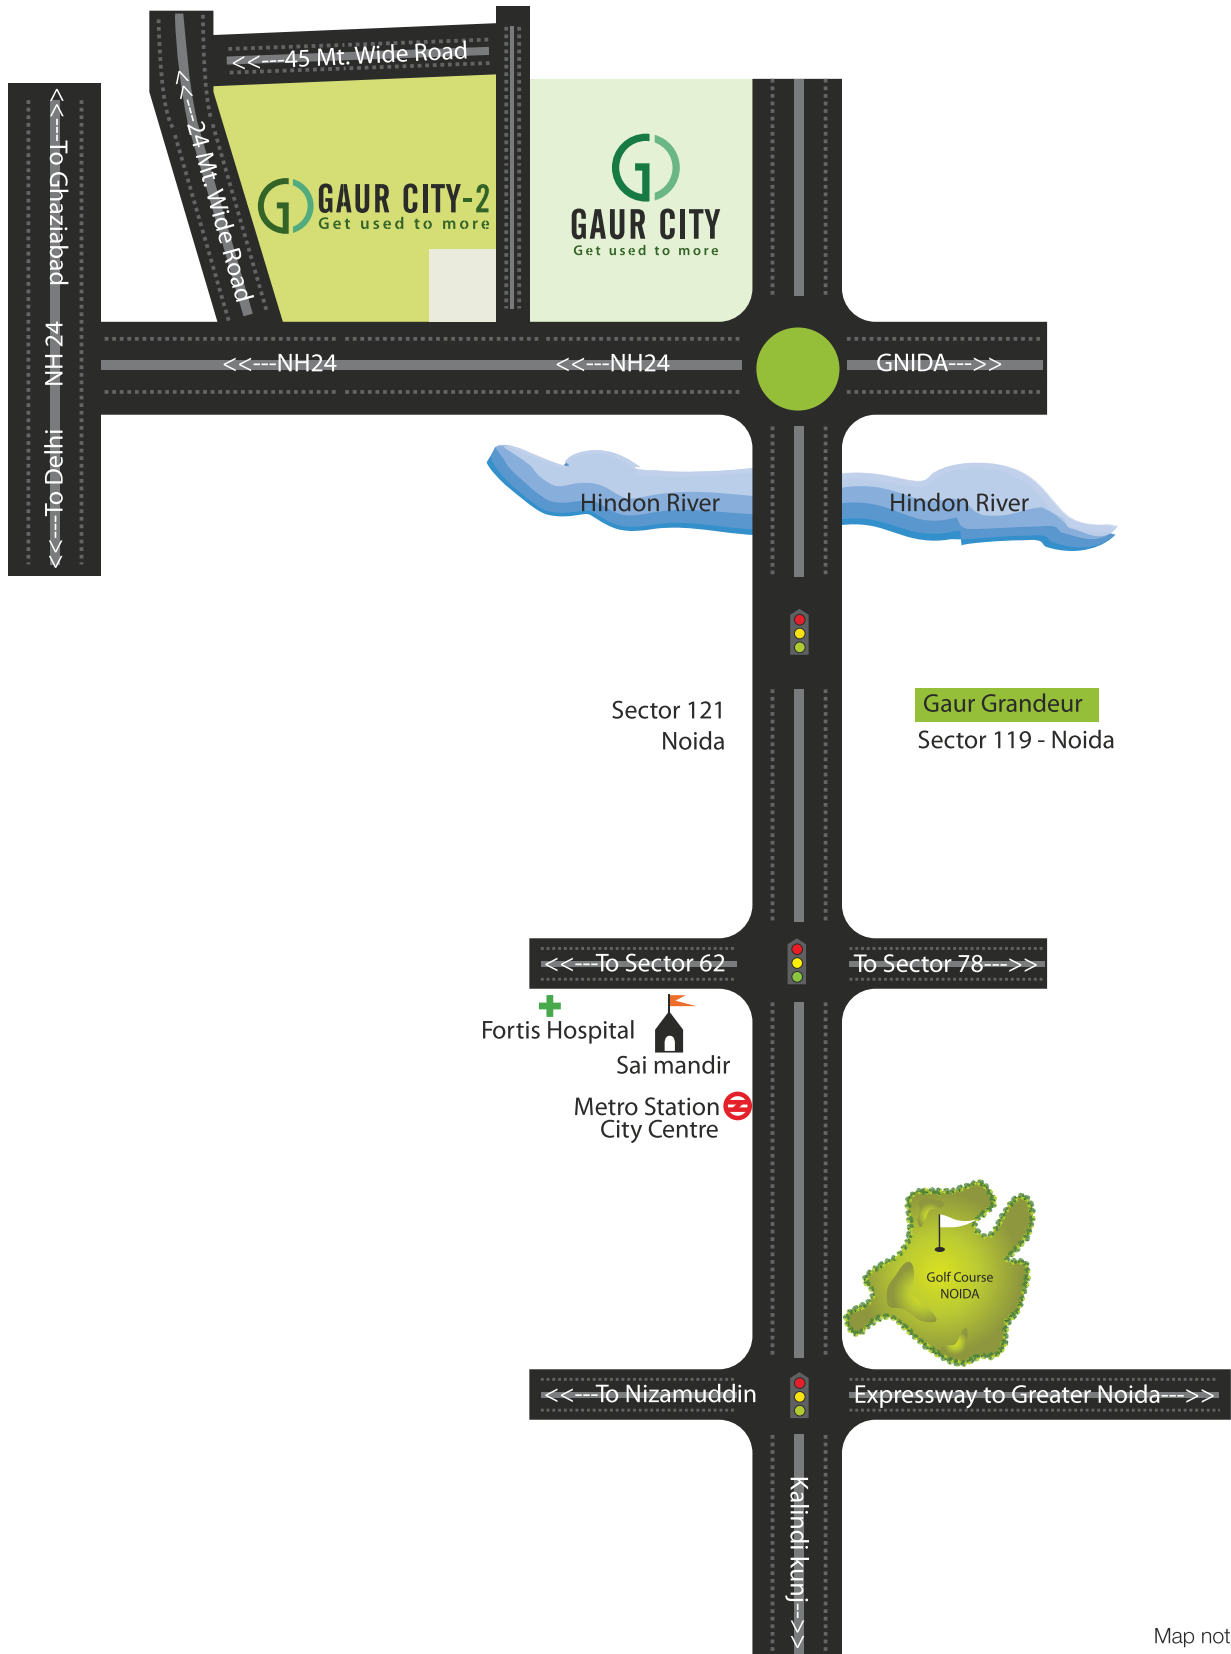 <<---45 Mt. Wide Road
<<----24 Mt. Wide Road
<<---To Ghaziabad
NH 24
<<---To Delhi
GAUR CITY-2
Get used to more
GAUR CITY
Get used to more
<<---NH24
<<---NH24
GNIDA--->>
Hindon River
Hindon River
Sector 121
Noida
Gaur Grandeur
Sector 119 - Noida
<<---To Sector 62
To Sector 78--->>
Fortis Hospital
Sai mandir
Metro Station
City Centre
Golf Course
NOIDA
<<---To Nizamuddin
Expressway to Greater Noida--->>
Kalindi kunj--->>
Map not